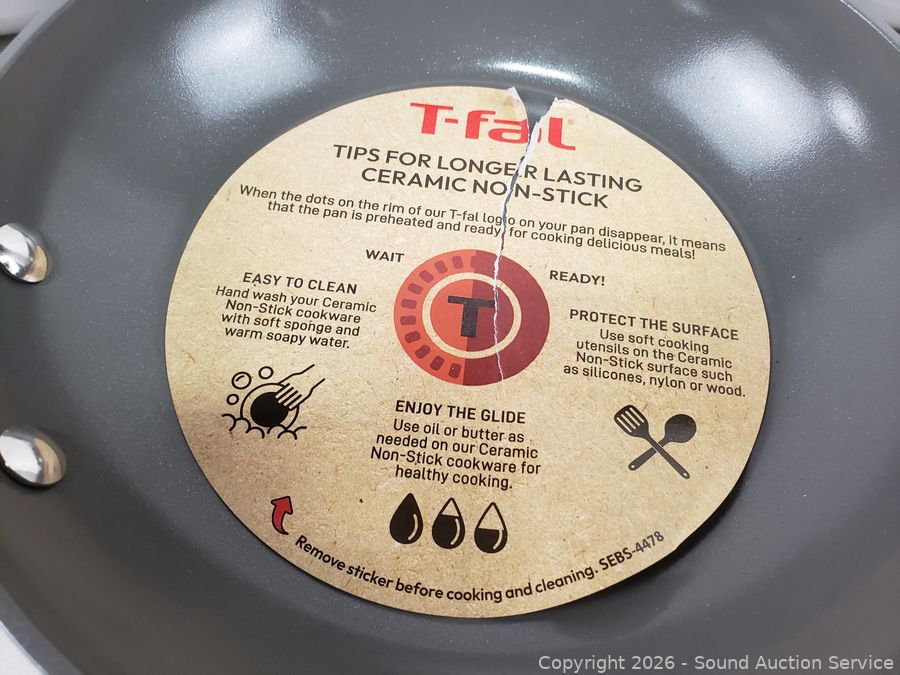 T-fal®
TIPS FOR LONGER LASTING
CERAMIC NON-STICK
When the dots on the rim of our T-fal logo on your pan disappear, it means
that the pan is preheated and ready for cooking delicious meals!
WAIT
READY!
T
EASY TO CLEAN
Hand wash your Ceramic
Non-Stick cookware
with soft sponge and
warm soapy water.
PROTECT THE SURFACE
Use soft cooking
utensils on the Ceramic
Non-Stick surface such
as silicones, nylon or wood.
ENJOY THE GLIDE
Use oil or butter as
needed on our Ceramic
Non-Stick cookware for
healthy cooking.
Remove sticker before cooking and cleaning. SEBS-4478
Copyright 2026 - Sound Auction Service